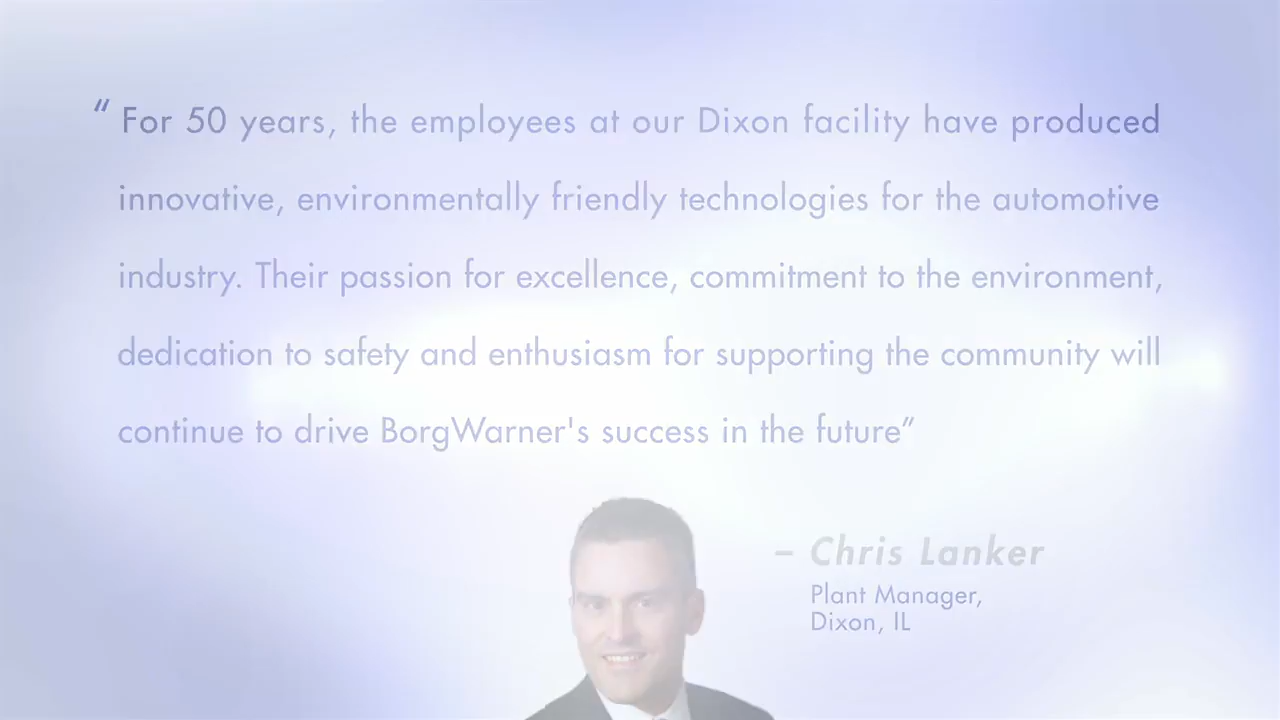 “ For 50 years, the employees at our Dixon facility have produced
innovative, environmentally friendly technologies for the automotive
industry. Their passion for excellence, commitment to the environment,
dedication to safety and enthusiasm for supporting the community will
continue to drive BorgWarner's success in the future”
– Chris Lanker
Plant Manager,
Dixon, IL